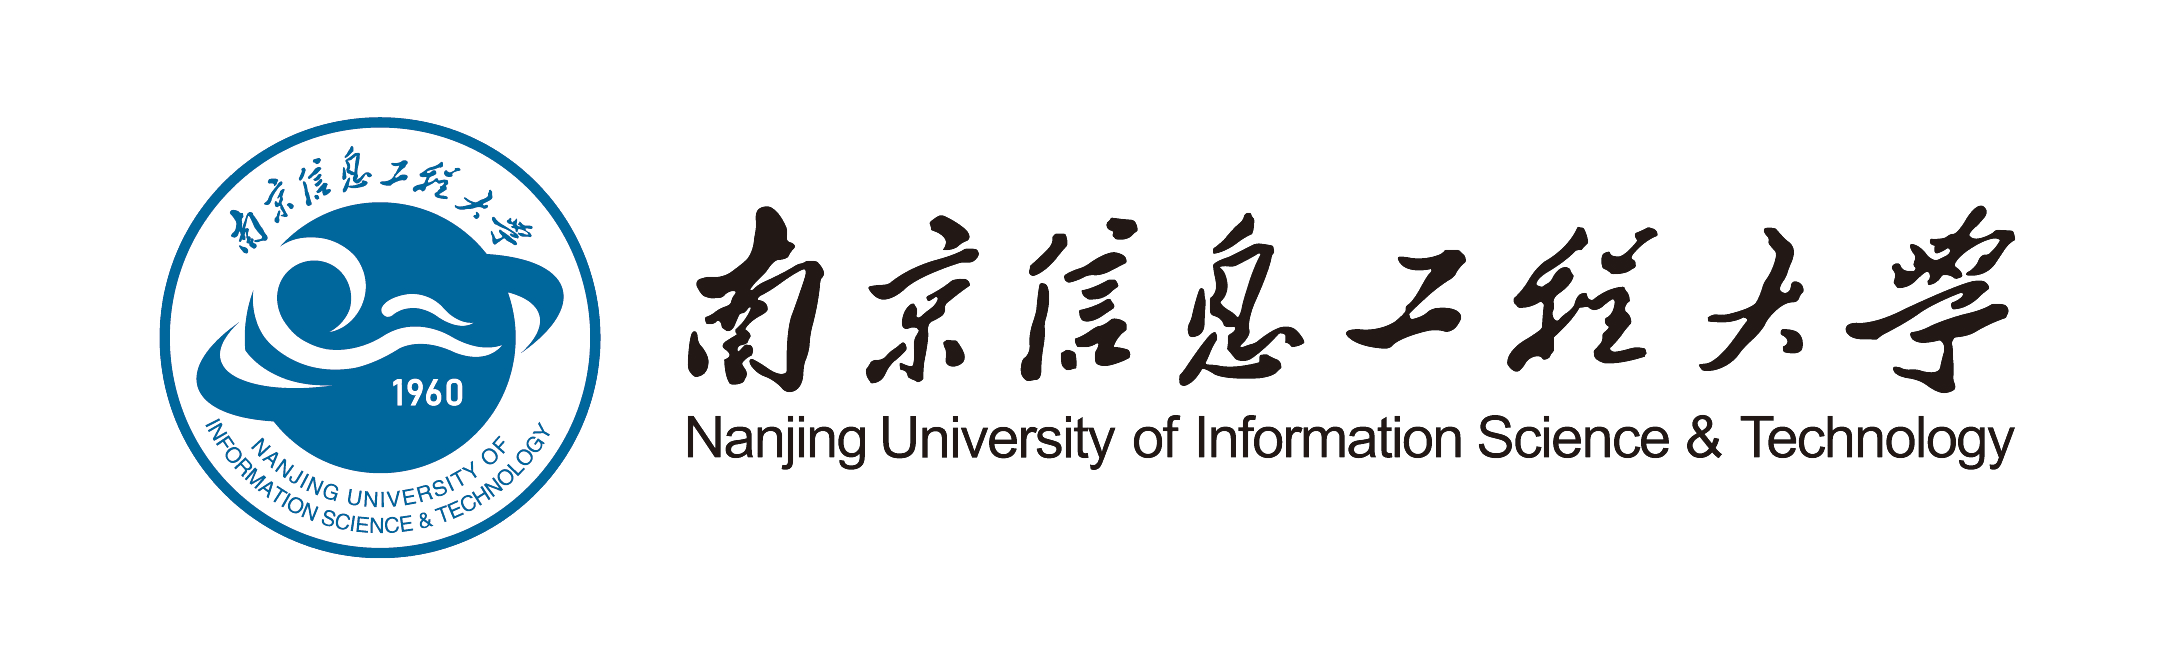 南京信息工程大学
1960
NANJING UNIVERSITY OF
INFORMATION SCIENCE & TECHNOLOGY
南京信息工程大学
Nanjing University of Information Science & Technology